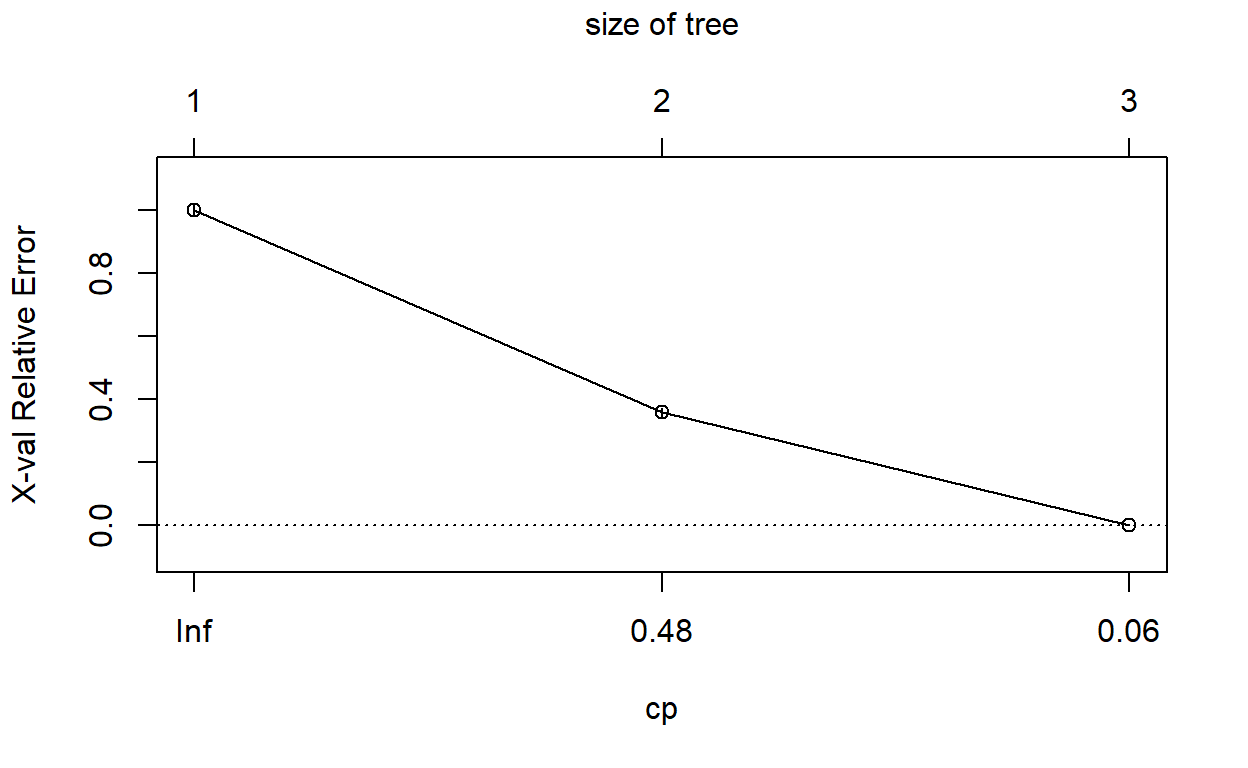 size of tree
1 2 3
X-val Relative Error
0.8
0.4
0.0
Inf 0.48 0.06
cp